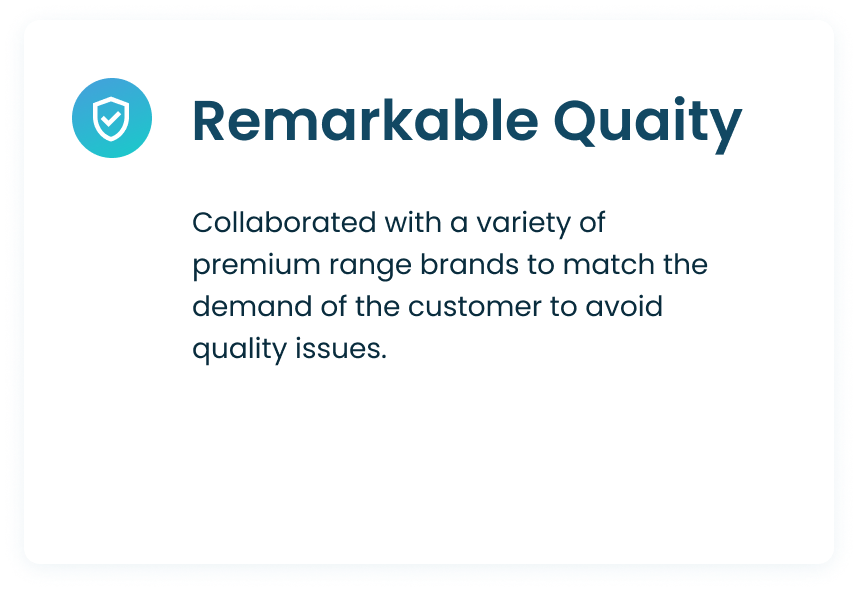 Remarkable Quaity
Collaborated with a variety of
premium range brands to match the
demand of the customer to avoid
quality issues.